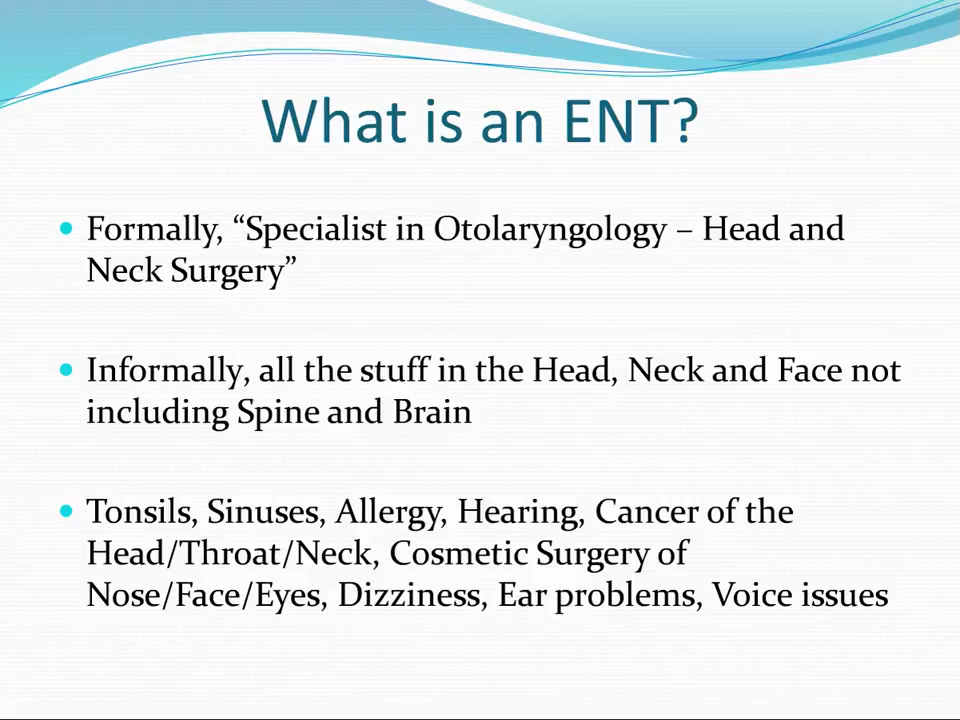 What is an ENT?
• Formally, “Specialist in Otolaryngology – Head and
Neck Surgery”
• Informally, all the stuff in the Head, Neck and Face not
including Spine and Brain
• Tonsils, Sinuses, Allergy, Hearing, Cancer of the
Head/Throat/Neck, Cosmetic Surgery of
Nose/Face/Eyes, Dizziness, Ear problems, Voice issues